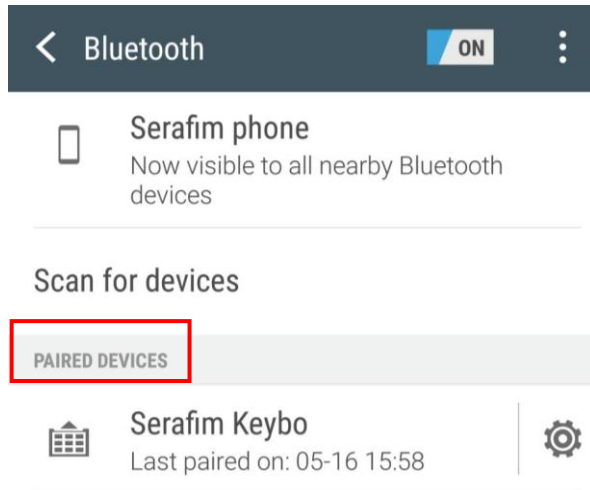 Bluetooth
ON
Serafim phone
Now visible to all nearby Bluetooth
devices
Scan for devices
PAIRED DEVICES
Serafim Keybo
Last paired on: 05-16 15:58